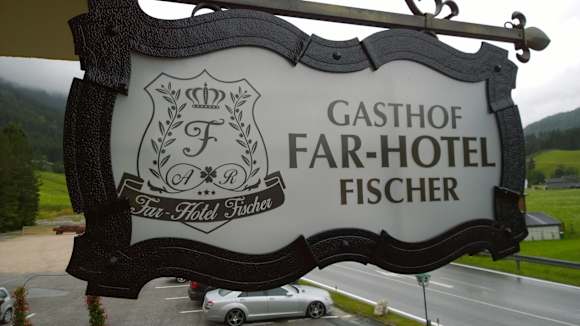 F
A R
Far-Hotel Fischer
GASTHOF
FAR-HOTEL
FISCHER